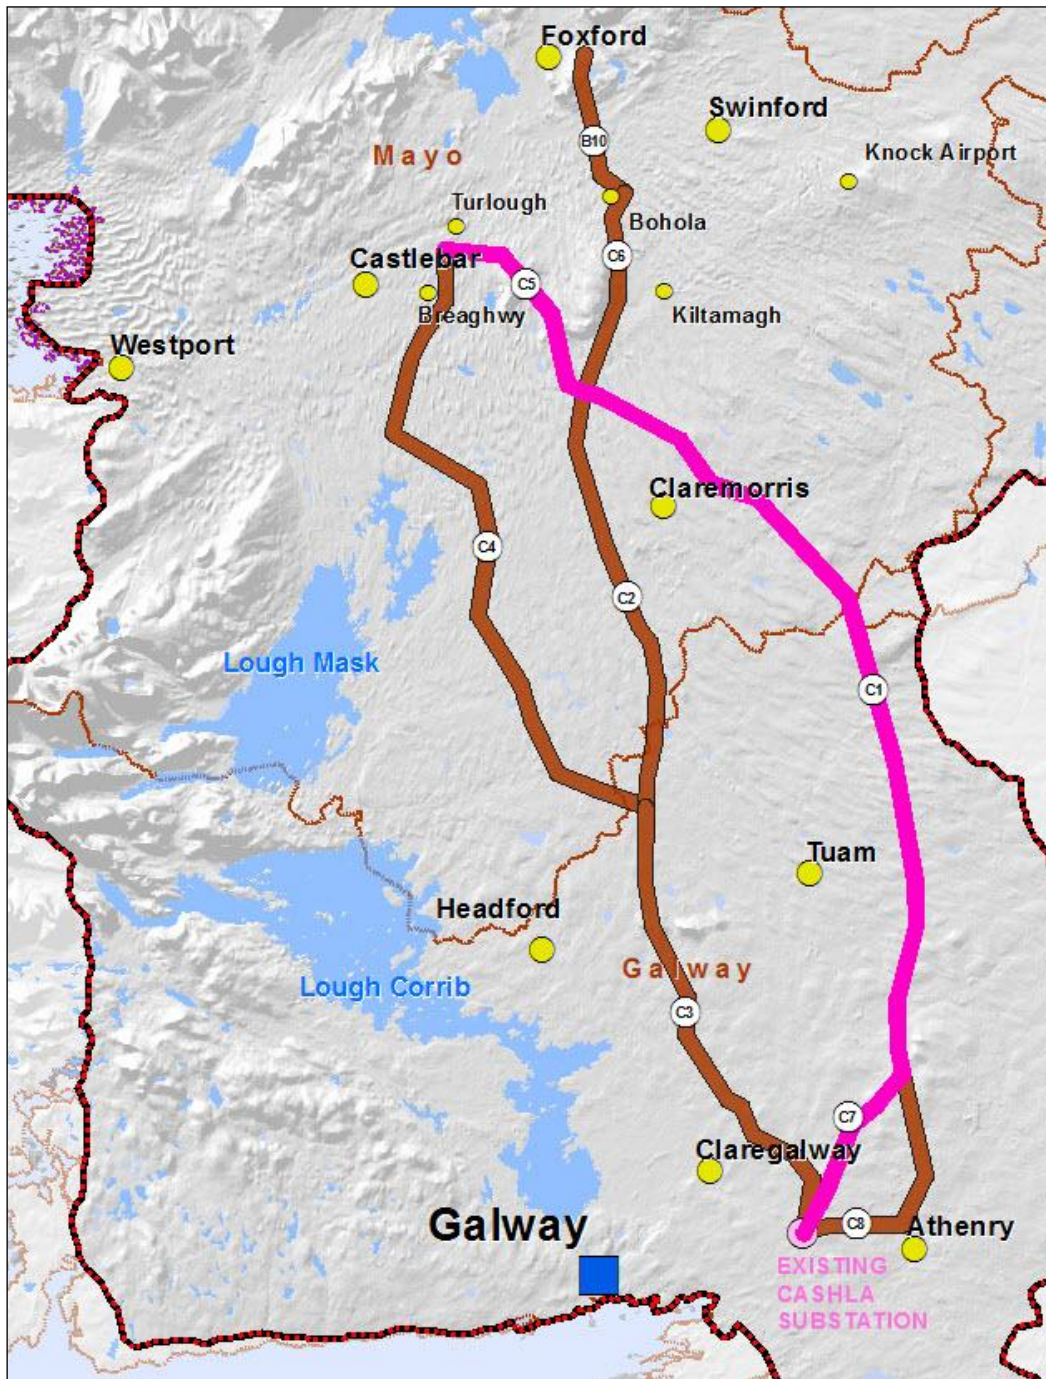 Foxford
Swinford
B10
Mayo
Knock Airport
Turlough
Bohola
Castlebar
C6
C5
Breaghwy
Kiltamagh
Westport
Claremorris
C4
C2
Lough Mask
C1
Tuam
Headford
Galway
Lough Corrib
C3
C7
Claregalway
Galway
C8
Athenry
EXISTING
CASHLA
SUBSTATION